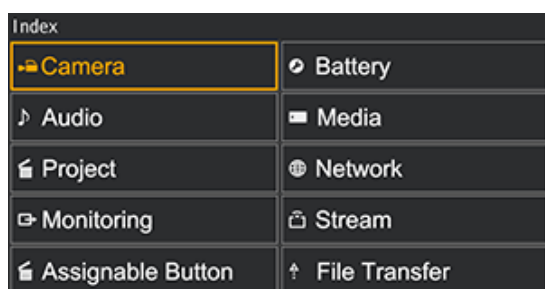 Index
Camera
Battery
Audio
Media
Project
Network
Monitoring
Stream
Assignable Button
File Transfer